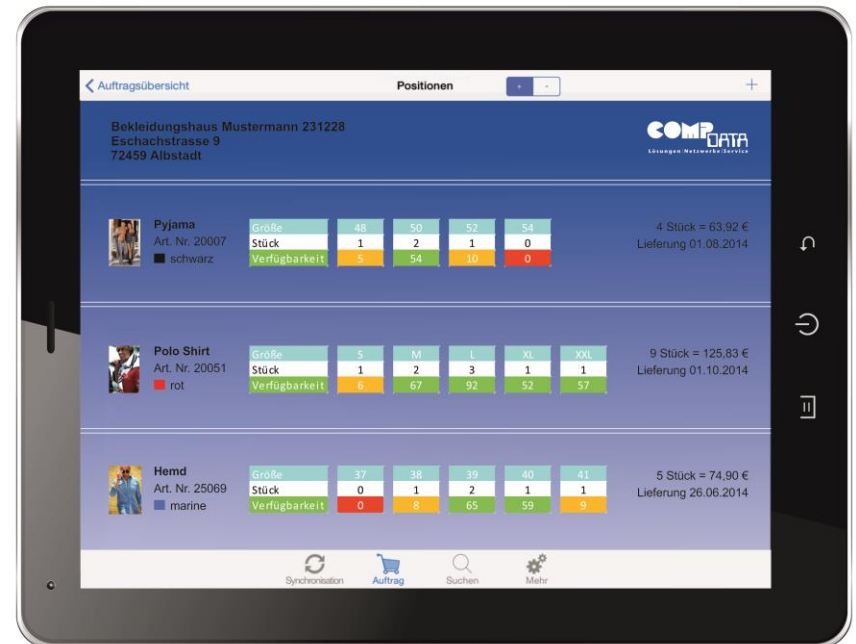 Auftragsübersicht Positionen + - +
Bekleidungshaus Mustermann 231228
Eschachstrasse 9
72459 Albstadt
COMPDATA
Lösungen|Netzwerke|Service
Pyjama
Art. Nr. 20007
schwarz
Größe 48 50 52 54
Stück 1 2 1 0
Verfügbarkeit 5 54 10 0
4 Stück = 63,92 €
Lieferung 01.08.2014
Polo Shirt
Art. Nr. 20051
rot
Größe S M L XL XXL
Stück 1 2 3 1 1
Verfügbarkeit 6 67 92 52 57
9 Stück = 125,83 €
Lieferung 01.10.2014
Hemd
Art. Nr. 25069
marine
Größe 37 38 39 40 41
Stück 0 1 2 1 1
Verfügbarkeit 0 8 65 59 9
5 Stück = 74,90 €
Lieferung 26.06.2014
Synchronisation Auftrag Suchen Mehr